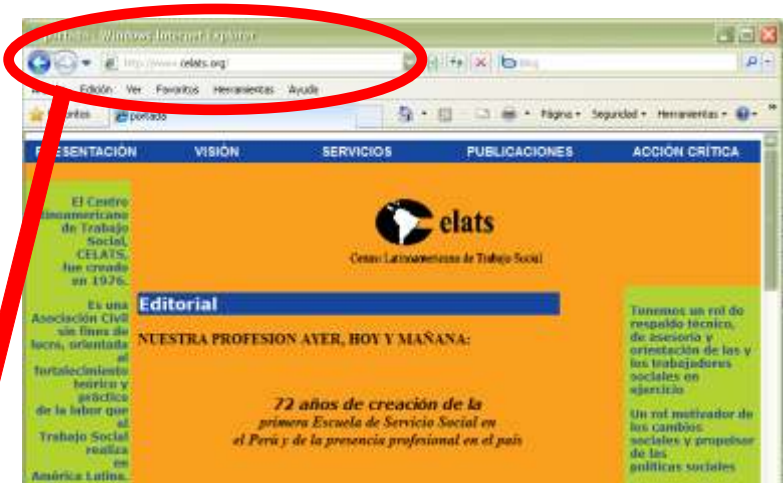 Windows Internet Explorer
http://www.celats.org/
Edición Ver Favoritos Herramientas Ayuda
Favoritos portada Página Seguridad Herramientas
PRESENTACIÓN VISIÓN SERVICIOS PUBLICACIONES ACCIÓN CRÍTICA
El Centro
Latinoamericano
de Trabajo
Social,
CELATS,
fue creado
en 1976.
Es una
Asociación Civil
sin fines de
lucro, orientada
al
fortalecimiento
teórico y
práctico
de la labor que
el
Trabajo Social
realiza
en
América Latina.
celats
Centro Latinoamericano de Trabajo Social
Editorial
NUESTRA PROFESION AYER, HOY Y MAÑANA:
72 años de creación de la
primera Escuela de Servicio Social en
el Perú y de la presencia profesional en el país
Tenemos un rol de
respaldo técnico,
de asesoría y
orientación de las y
los trabajadores
sociales en
ejercicio
Un rol motivador de
los cambios
sociales y propulsor
de las
políticas sociales